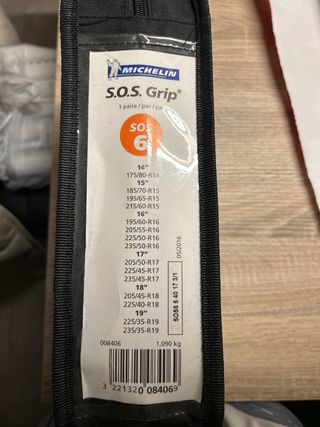 MICHELIN
S.O.S. Grip®
1 paire / par / pa
SOS
6
14"
175/80-R14
15"
185/70-R15
195/65-R15
215/60-R15
16"
195/60-R16
205/55-R16
225/50-R16
235/50-R16
17"
205/50-R17
225/45-R17
235/45-R17
18"
205/45-R18
225/40-R18
19"
225/35-R19
235/35-R19
05/2016
SOS6 6 40 17 3/1
008406 1,090 kg
3 221320 084069